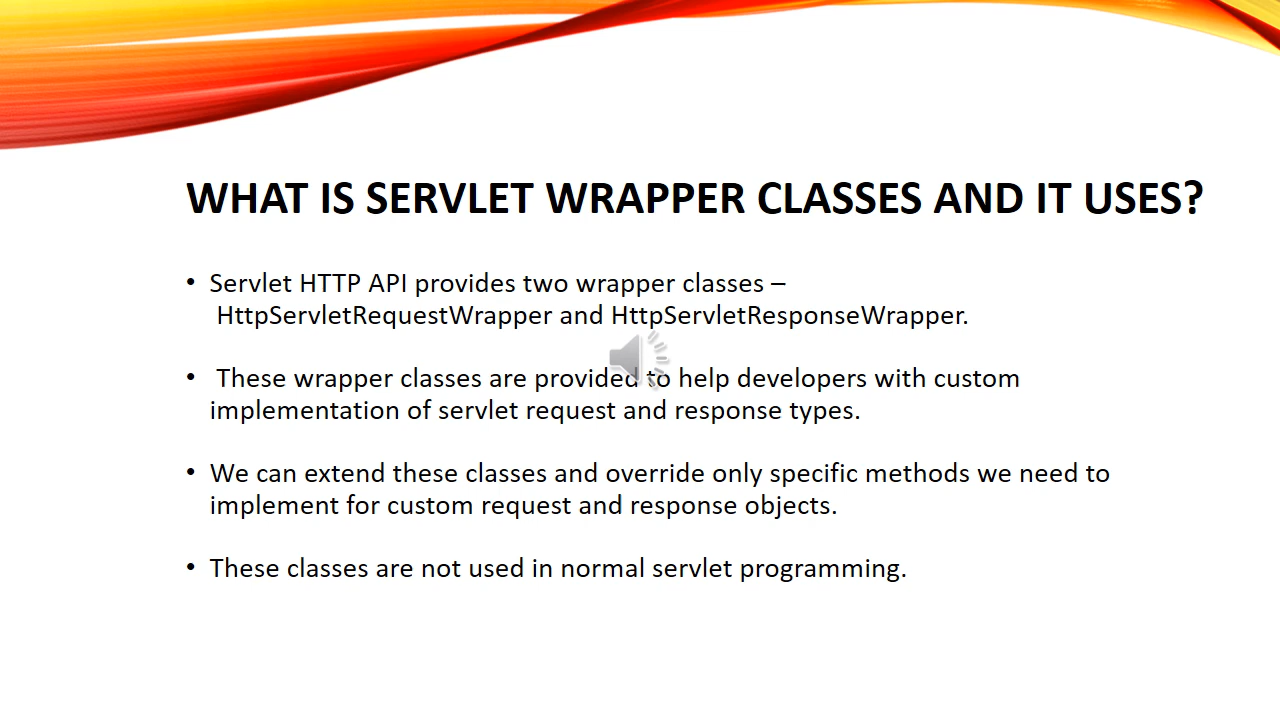 WHAT IS SERVLET WRAPPER CLASSES AND IT USES?
• Servlet HTTP API provides two wrapper classes –
HttpServletRequestWrapper and HttpServletResponseWrapper.
• These wrapper classes are provided to help developers with custom
implementation of servlet request and response types.
• We can extend these classes and override only specific methods we need to
implement for custom request and response objects.
• These classes are not used in normal servlet programming.